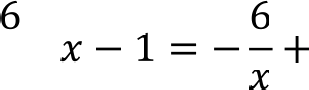 6
x − 1 = − 6/x +